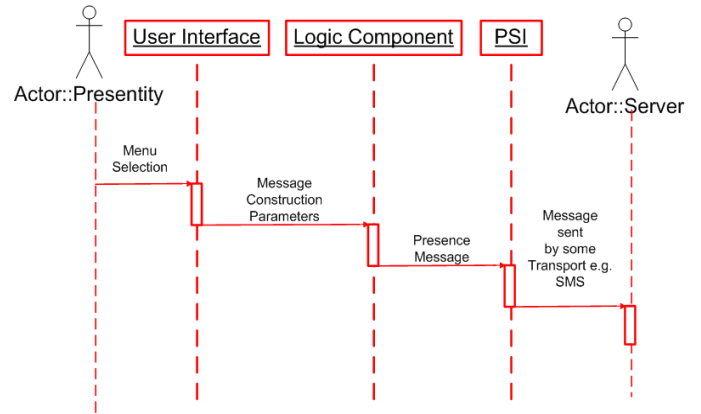 User Interface
Logic Component
PSI
Actor::Presentity
Actor::Server
Menu
Selection
Message
Construction
Parameters
Presence
Message
Message
sent
by some
Transport e.g.
SMS